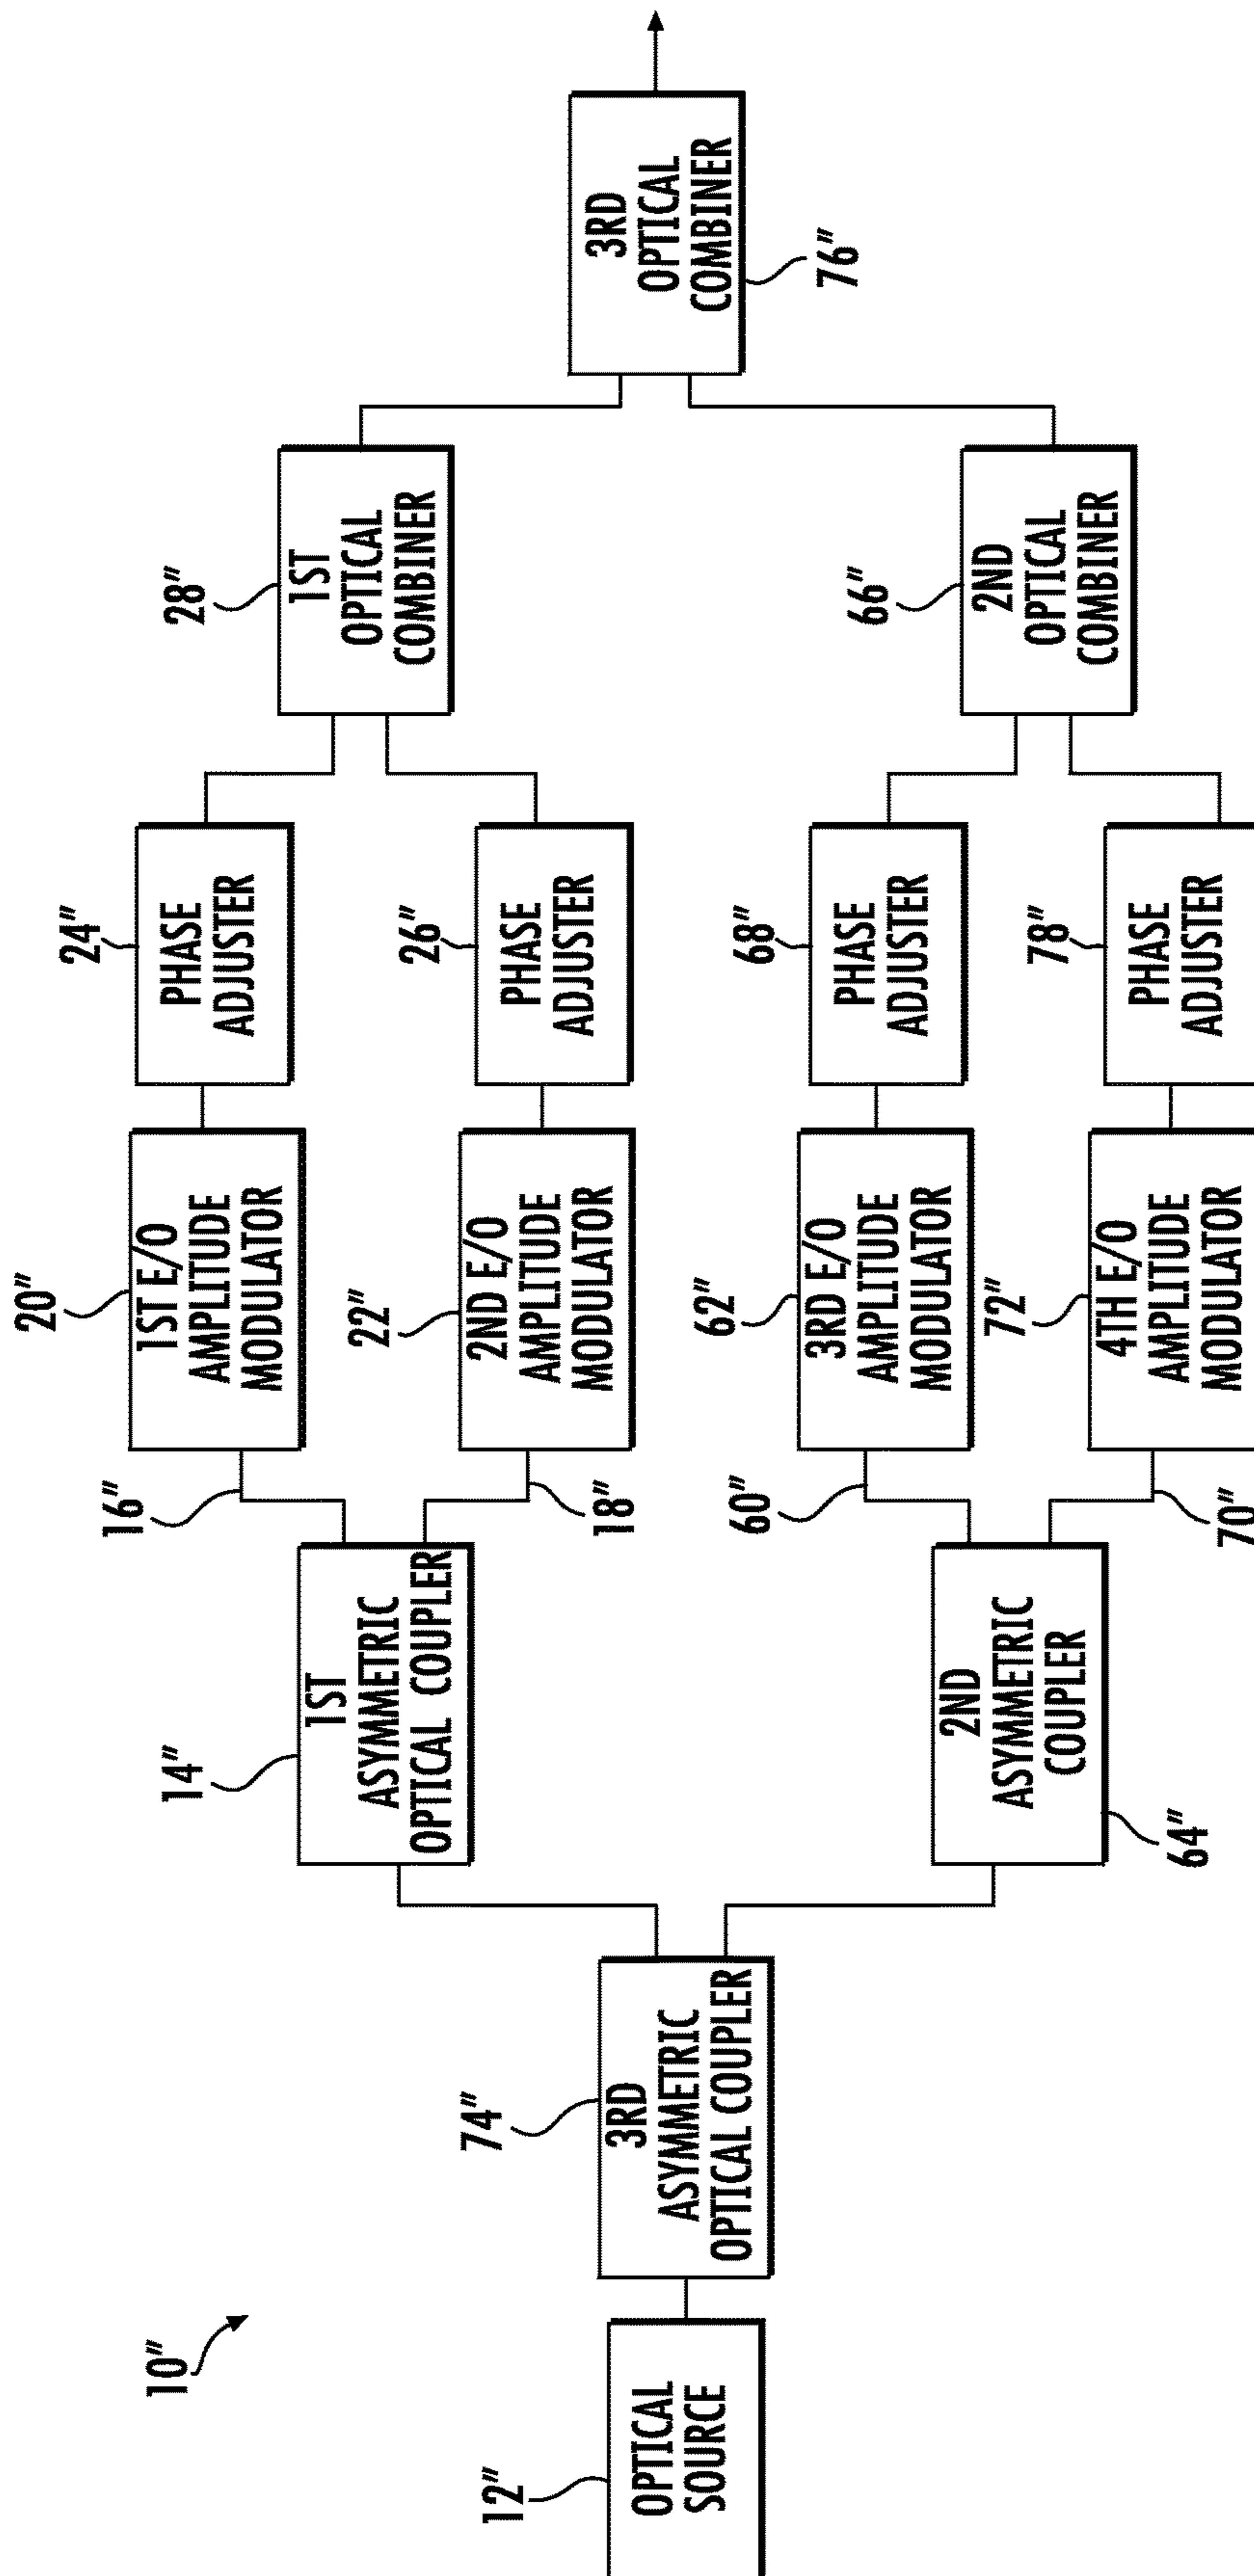 10″
12″
OPTICAL
SOURCE
74″
3RD
ASYMMETRIC
OPTICAL COUPLER
14″
1ST
ASYMMETRIC
OPTICAL COUPLER
2ND
ASYMMETRIC
COUPLER
64″
16″
18″
60″
70″
20″
1ST E/O
AMPLITUDE
MODULATOR
22″
2ND E/O
AMPLITUDE
MODULATOR
62″
3RD E/O
AMPLITUDE
MODULATOR
72″
4TH E/O
AMPLITUDE
MODULATOR
24″
PHASE
ADJUSTER
26″
PHASE
ADJUSTER
68″
PHASE
ADJUSTER
78″
PHASE
ADJUSTER
28″
1ST
OPTICAL
COMBINER
66″
2ND
OPTICAL
COMBINER
3RD
OPTICAL
COMBINER
76″